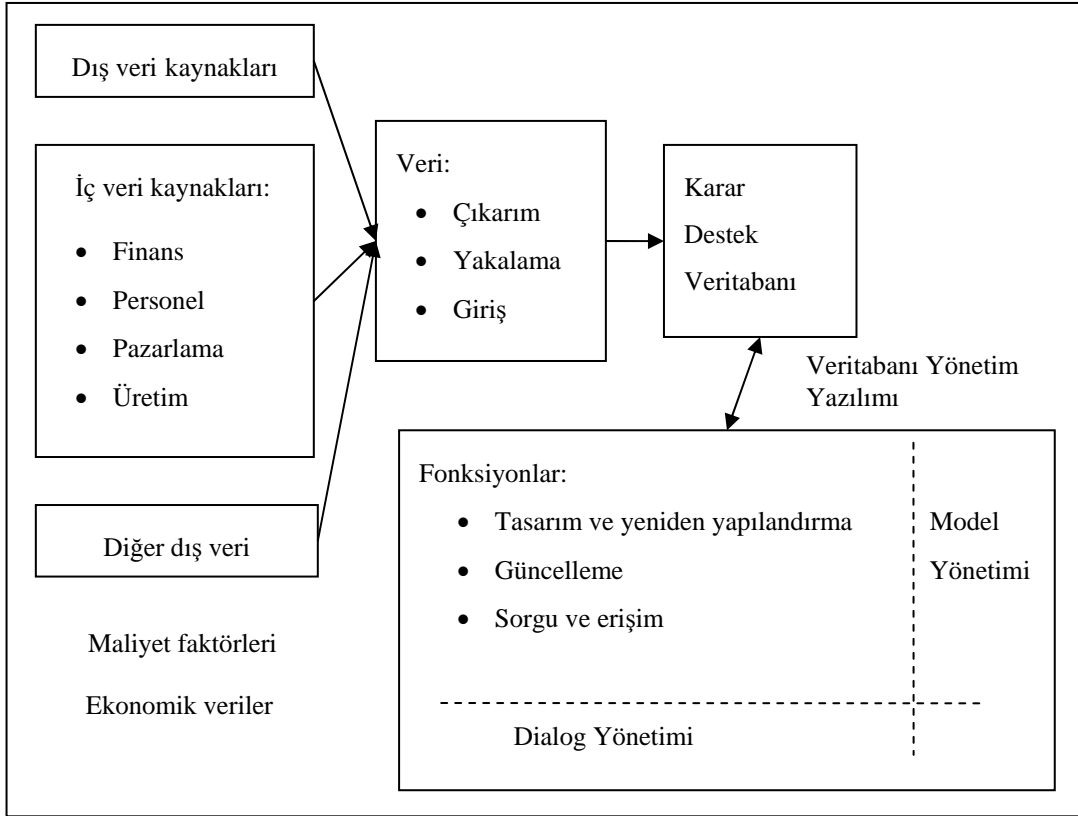 Dış veri kaynakları
İç veri kaynakları:
• Finans
• Personel
• Pazarlama
• Üretim
Diğer dış veri
Maliyet faktörleri
Ekonomik veriler
Veri:
• Çıkarım
• Yakalama
• Giriş
Karar
Destek
Veritabanı
Veritabanı Yönetim
Yazılımı
Fonksiyonlar:
• Tasarım ve yeniden yapılandırma
• Güncelleme
• Sorgu ve erişim
Model
Yönetimi
Dialog Yönetimi